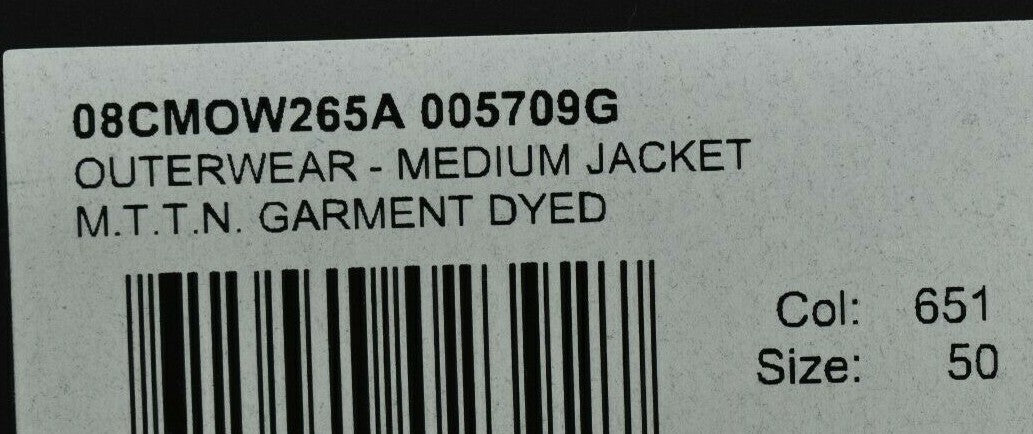 08CMOW265A 005709G
OUTERWEAR - MEDIUM JACKET
M.T.T.N. GARMENT DYED
Col: 651
Size: 50